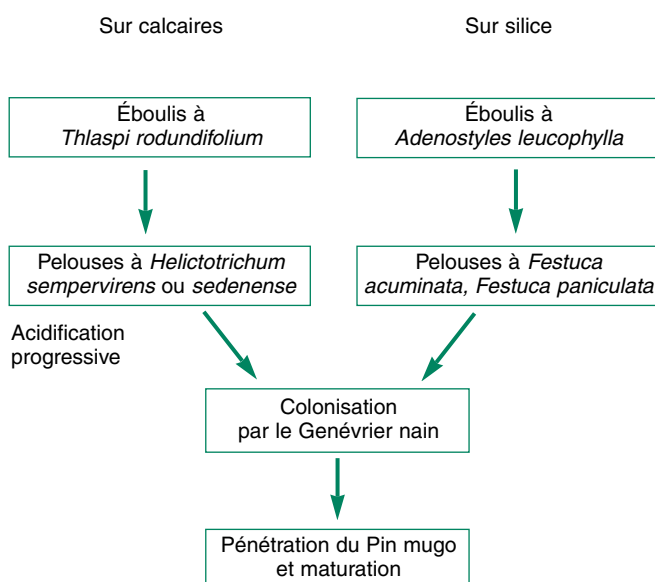 Sur calcaires
Sur silice
Éboulis à
Thlaspi rodundifolium
Éboulis à
Adenostyles leucophylla
Pelouses à Helictotrichum
sempervirens ou sedenense
Pelouses à Festuca
acuminata, Festuca paniculata
Acidification
progressive
Colonisation
par le Genévrier nain
Pénétration du Pin mugo
et maturation